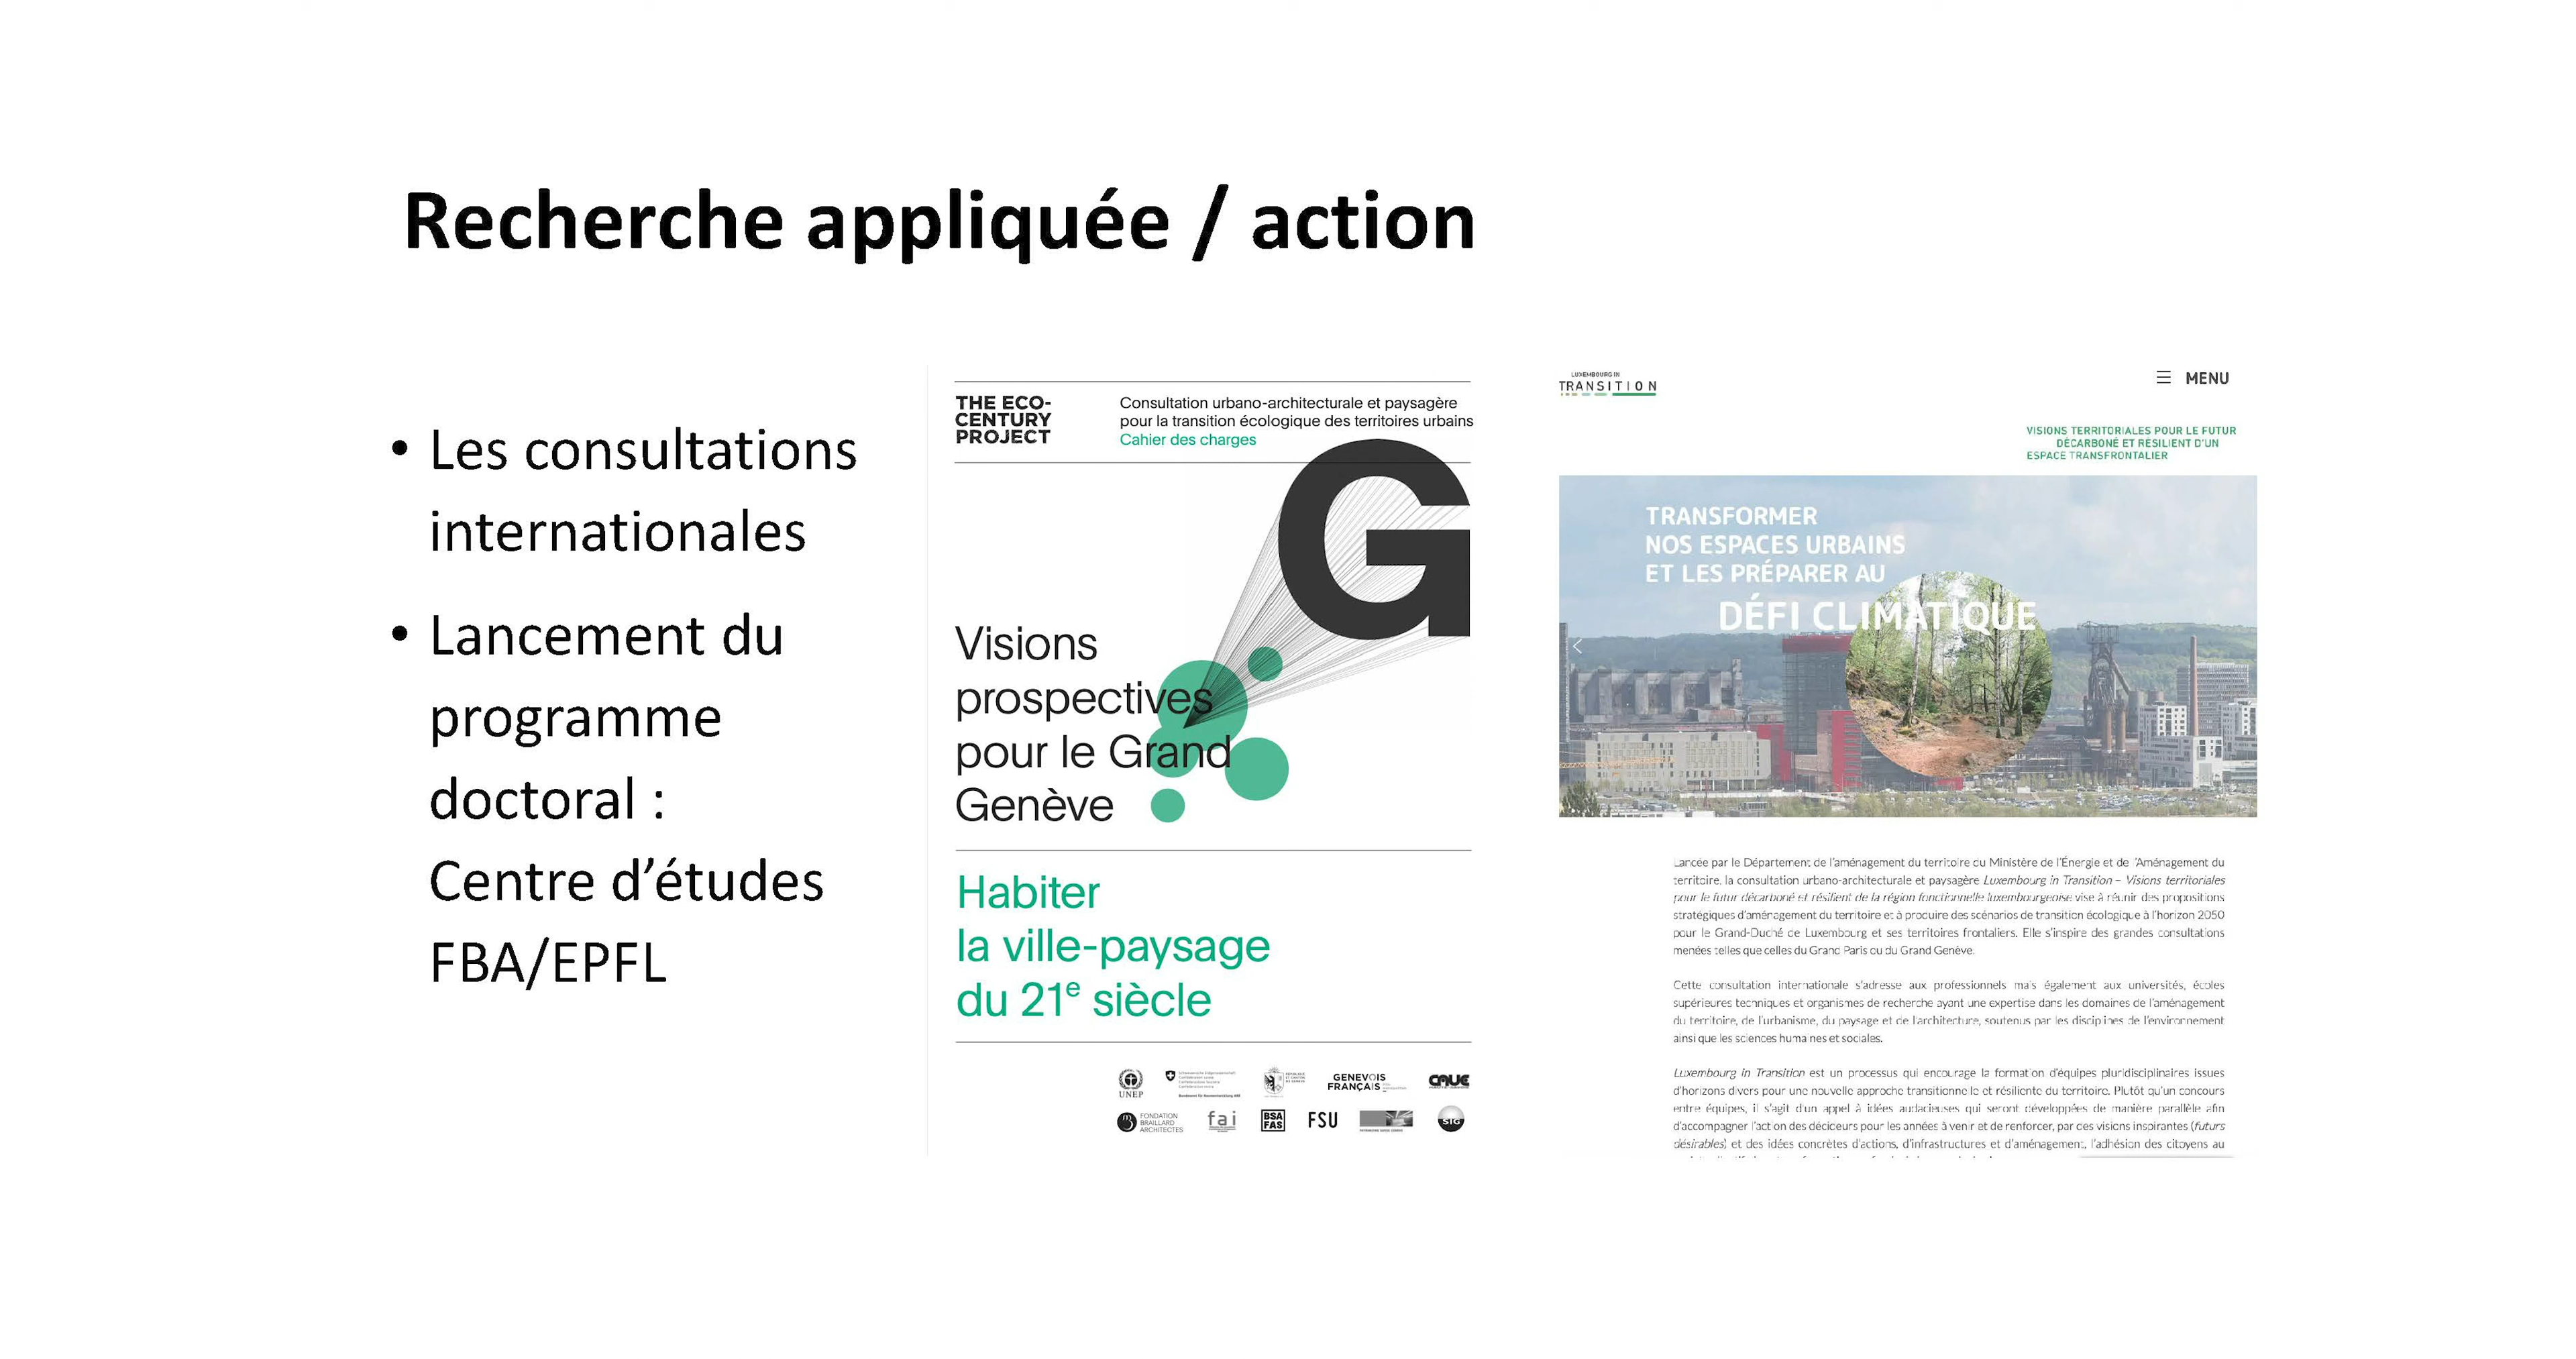 Recherche appliquée / action
• Les consultations
internationales
• Lancement du
programme
doctoral :
Centre d’études
FBA/EPFL
THE ECO-
CENTURY
PROJECT
Consultation urbano-architecturale et paysagère
pour la transition écologique des territoires urbains
Cahier des charges
G
Visions
prospectives
pour le Grand
Genève
Habiter
la ville-paysage
du 21e siècle
UNEP
GENEVOIS
FRANÇAIS
CAUE
FONDATION
BRAILLARD
ARCHITECTES
fai
BSA
FAS
FSU
SIG
LUXEMBOURG IN
TRANSITION
MENU
VISIONS TERRITORIALES POUR LE FUTUR
DÉCARBONÉ ET RESILIENT D’UN
ESPACE TRANSFRONTALIER
TRANSFORMER
NOS ESPACES URBAINS
ET LES PRÉPARER AU
DÉFI CLIMATIQUE
Lancée par le Département de l’aménagement du territoire du Ministère de l’Énergie et de ’Aménagement du
territoire, la consultation urbano-architecturale et paysagère Luxembourg in Transition – Visions territoriales
pour le futur décarboné et résilient de la région fonctionnelle luxembourgeoise vise à réunir des propositions
stratégiques d’aménagement du territoire et à produire des scénarios de transition écologique à l’horizon 2050
pour le Grand-Duché de Luxembourg et ses territoires frontaliers. Elle s’inspire des grandes consultations
menées telles que celles du Grand Paris ou du Grand Genève.
Cette consultation internationale s’adresse aux professionnels mais également aux universités, écoles
supérieures techniques et organismes de recherche ayant une expertise dans les domaines de l’aménagement
du territoire, de l’urbanisme, du paysage et de l’architecture, soutenus par les disciplines de l’environnement
ainsi que les sciences humaines et sociales.
Luxembourg in Transition est un processus qui encourage la formation d’équipes pluridisciplinaires issues
d’horizons divers pour une nouvelle approche transitionnelle et résiliente du territoire. Plutôt qu’un concours
entre équipes, il s’agit d’un appel à idées audacieuses qui seront développées de manière parallèle afin
d’accompagner l’action des décideurs pour les années à venir et de renforcer, par des visions inspirantes (futurs
désirables) et des idées concrètes d’actions, d’infrastructures et d’aménagement, l’adhésion des citoyens au